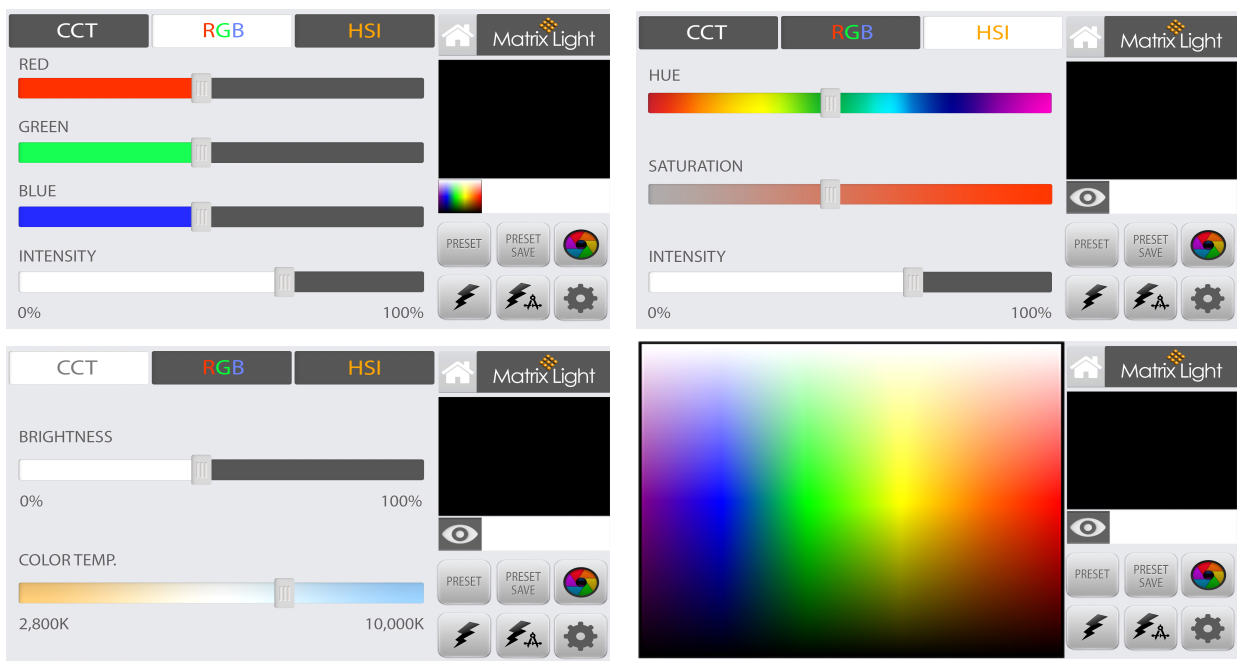 CCT RGB HSI Matrix Light
RED
GREEN
BLUE
PRESET PRESET SAVE
INTENSITY
0% 100%
CCT RGB HSI Matrix Light
HUE
SATURATION
PRESET PRESET SAVE
INTENSITY
0% 100%
CCT RGB HSI Matrix Light
BRIGHTNESS
0% 100%
COLOR TEMP.
PRESET PRESET SAVE
2,800K 10,000K
A
Matrix Light
PRESET PRESET SAVE